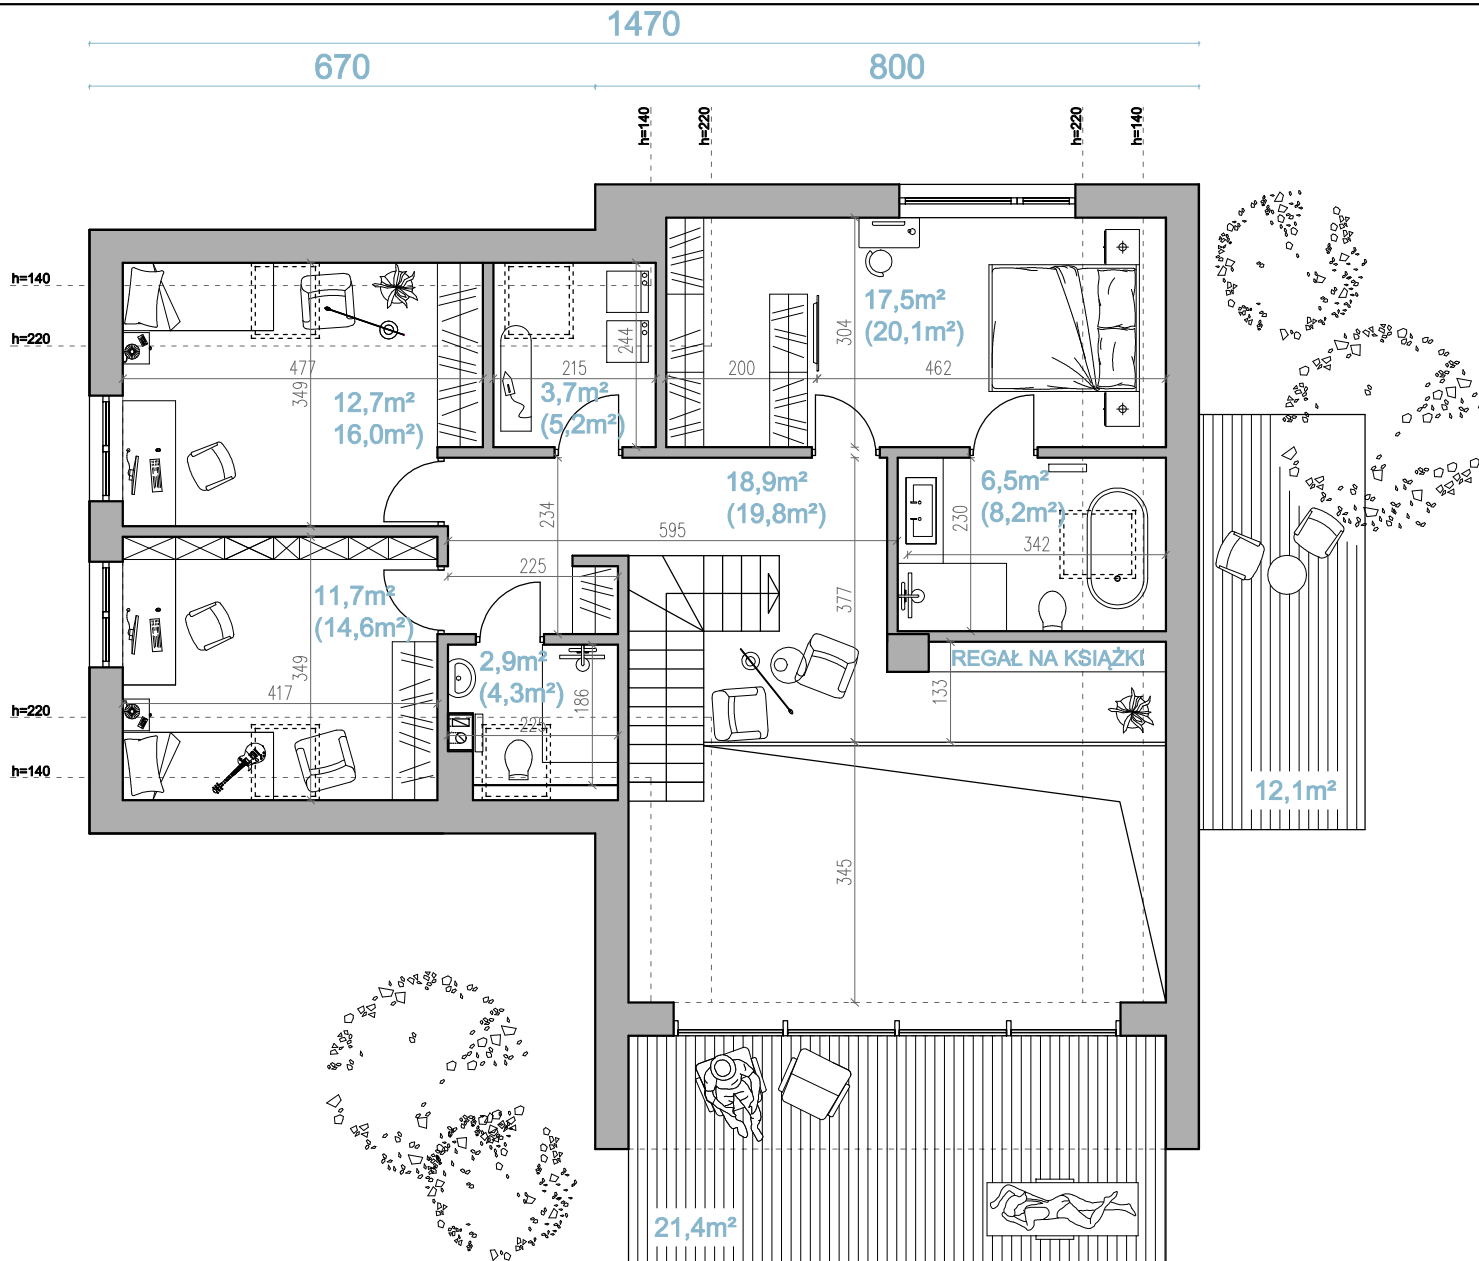 1470
670
800
h=140
h=220
h=220
h=140
h=140
h=220
17,5m²
(20,1m²)
304
244
477
215
200
462
349
12,7m²
16,0m²)
3,7m²
(5,2m²)
18,9m²
(19,8m²)
6,5m²
(8,2m²)
234
595
230
342
225
377
11,7m²
(14,6m²)
349
417
2,9m²
(4,3m²)
186
225
REGAŁ NA KSIĄŻKI
133
h=220
h=140
12,1m²
345
21,4m²